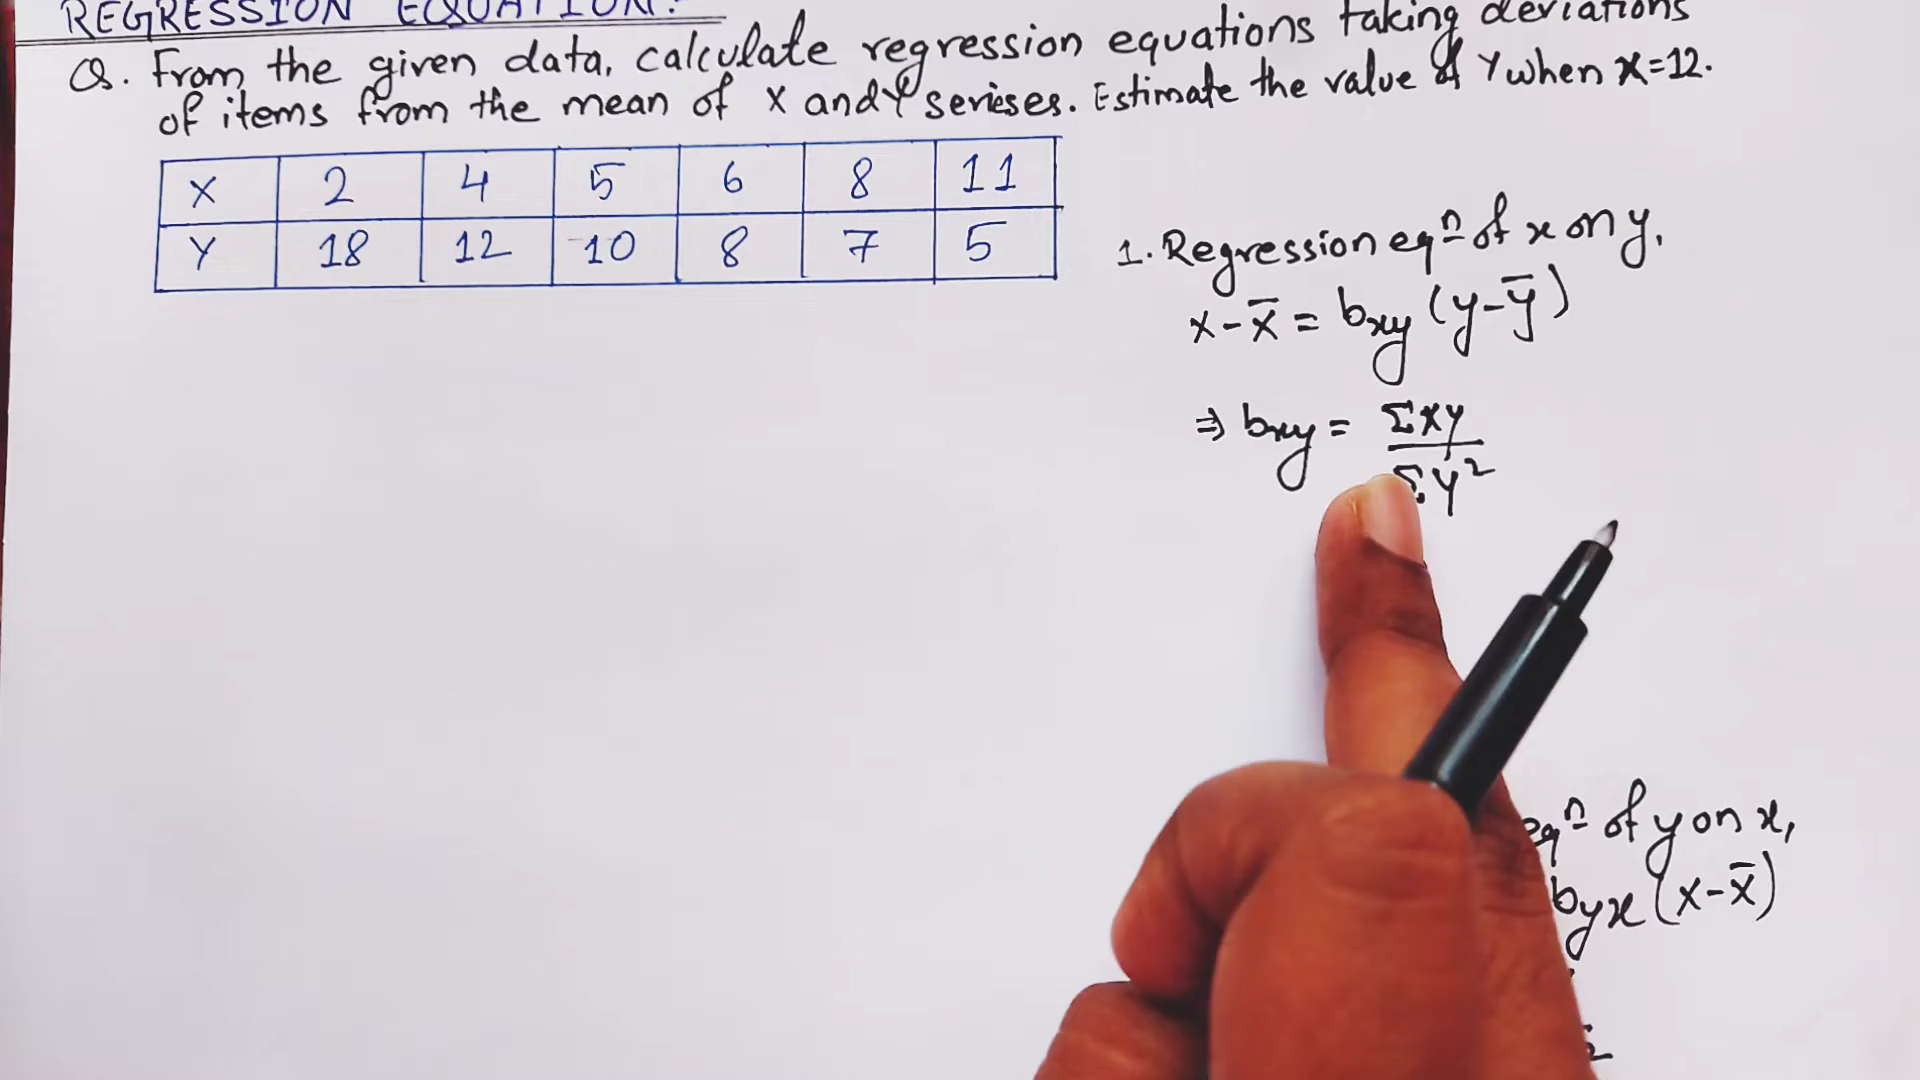 REGRESSION EQUATION:
Q. From the given data, calculate regression equations taking deviations
of items from the mean of X and Y serieses. Estimate the value of Y when X=12.
X 2 4 5 6 8 11
Y 18 12 10 8 7 5
1. Regression eqⁿ of x on y,
x-x̄ = bxy (y-ȳ)
⇒ bxy = ΣXY
ΣY²
eqⁿ of y on x,
byx (x-x̄)
2